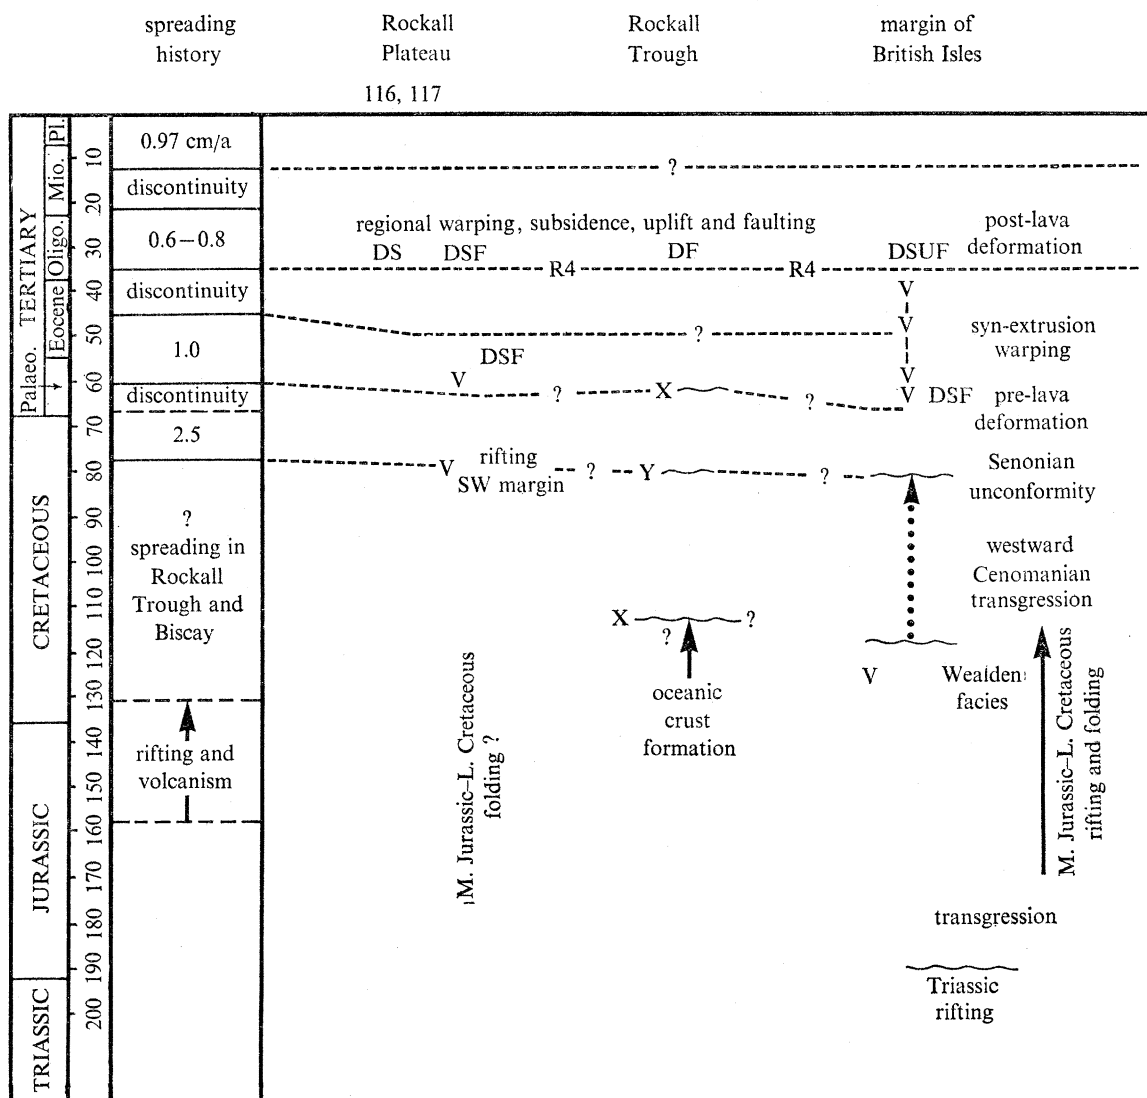 spreading
history
Rockall
Plateau
116, 117
Rockall
Trough
margin of
British Isles
TERTIARY
Palaeo.
Eocene
Oligo.
Mio.
Pl.
CRETACEOUS
JURASSIC
TRIASSIC
10
20
30
40
50
60
70
80
90
100
110
120
130
140
150
160
170
180
190
200
0.97 cm/a
discontinuity
0.6–0.8
discontinuity
1.0
discontinuity
2.5
?
spreading in
Rockall
Trough and
Biscay
rifting and
volcanism
?
regional warping, subsidence, uplift and faulting
DS DSF DF DSUF
post-lava
deformation
R4 R4
V
V
?
syn-extrusion
warping
DSF
V
V
? X ? V DSF
pre-lava
deformation
V rifting
SW margin
? Y ?
Senonian
unconformity
westward
Cenomanian
transgression
X ?
?
oceanic
crust
formation
V Wealden
facies
M. Jurassic–L. Cretaceous
folding ?
M. Jurassic–L. Cretaceous
rifting and folding
transgression
Triassic
rifting